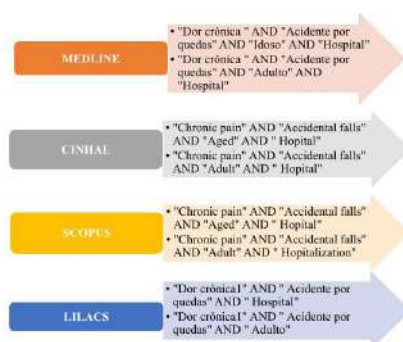 MEDLINE
• "Dor crônica " AND "Acidente por
quedas" AND "Idoso" AND "Hospital"
• "Dor crônica " AND "Acidente por
quedas" AND "Adulto" AND
"Hospital"
CINHAL
• "Chronic pain" AND "Accidental falls"
AND "Aged" AND " Hopital"
• "Chronic pain" AND "Accidental falls"
AND "Adult" AND " Hopital"
SCOPUS
• "Chronic pain" AND "Accidental falls"
AND "Aged" AND " Hopital"
• "Chronic pain" AND "Accidental falls"
AND "Adult" AND " Hopitalization"
LILACS
• "Dor crônica1" AND " Acidente por
quedas" AND " Hospital"
• "Dor crônica1" AND " Acidente por
quedas" AND " Adulto"